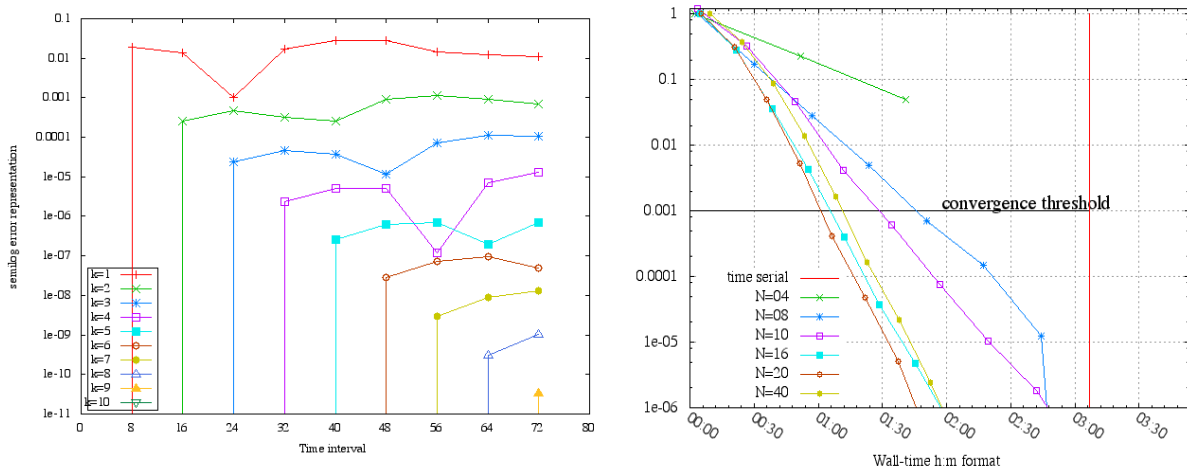 0.1
0.01
0.001
0.0001
1e-05
1e-06
1e-07
1e-08
1e-09
1e-10
1e-11
semilog error representation
k=1
k=2
k=3
k=4
k=5
k=6
k=7
k=8
k=9
k=10
0 8 16 24 32 40 48 56 64 72 80
Time interval
1
0.1
0.01
0.001
0.0001
1e-05
1e-06
convergence threshold
time serial
N=04
N=08
N=10
N=16
N=20
N=40
00:00 00:30 01:00 01:30 02:00 02:30 03:00 03:30
Wall-time h:m format